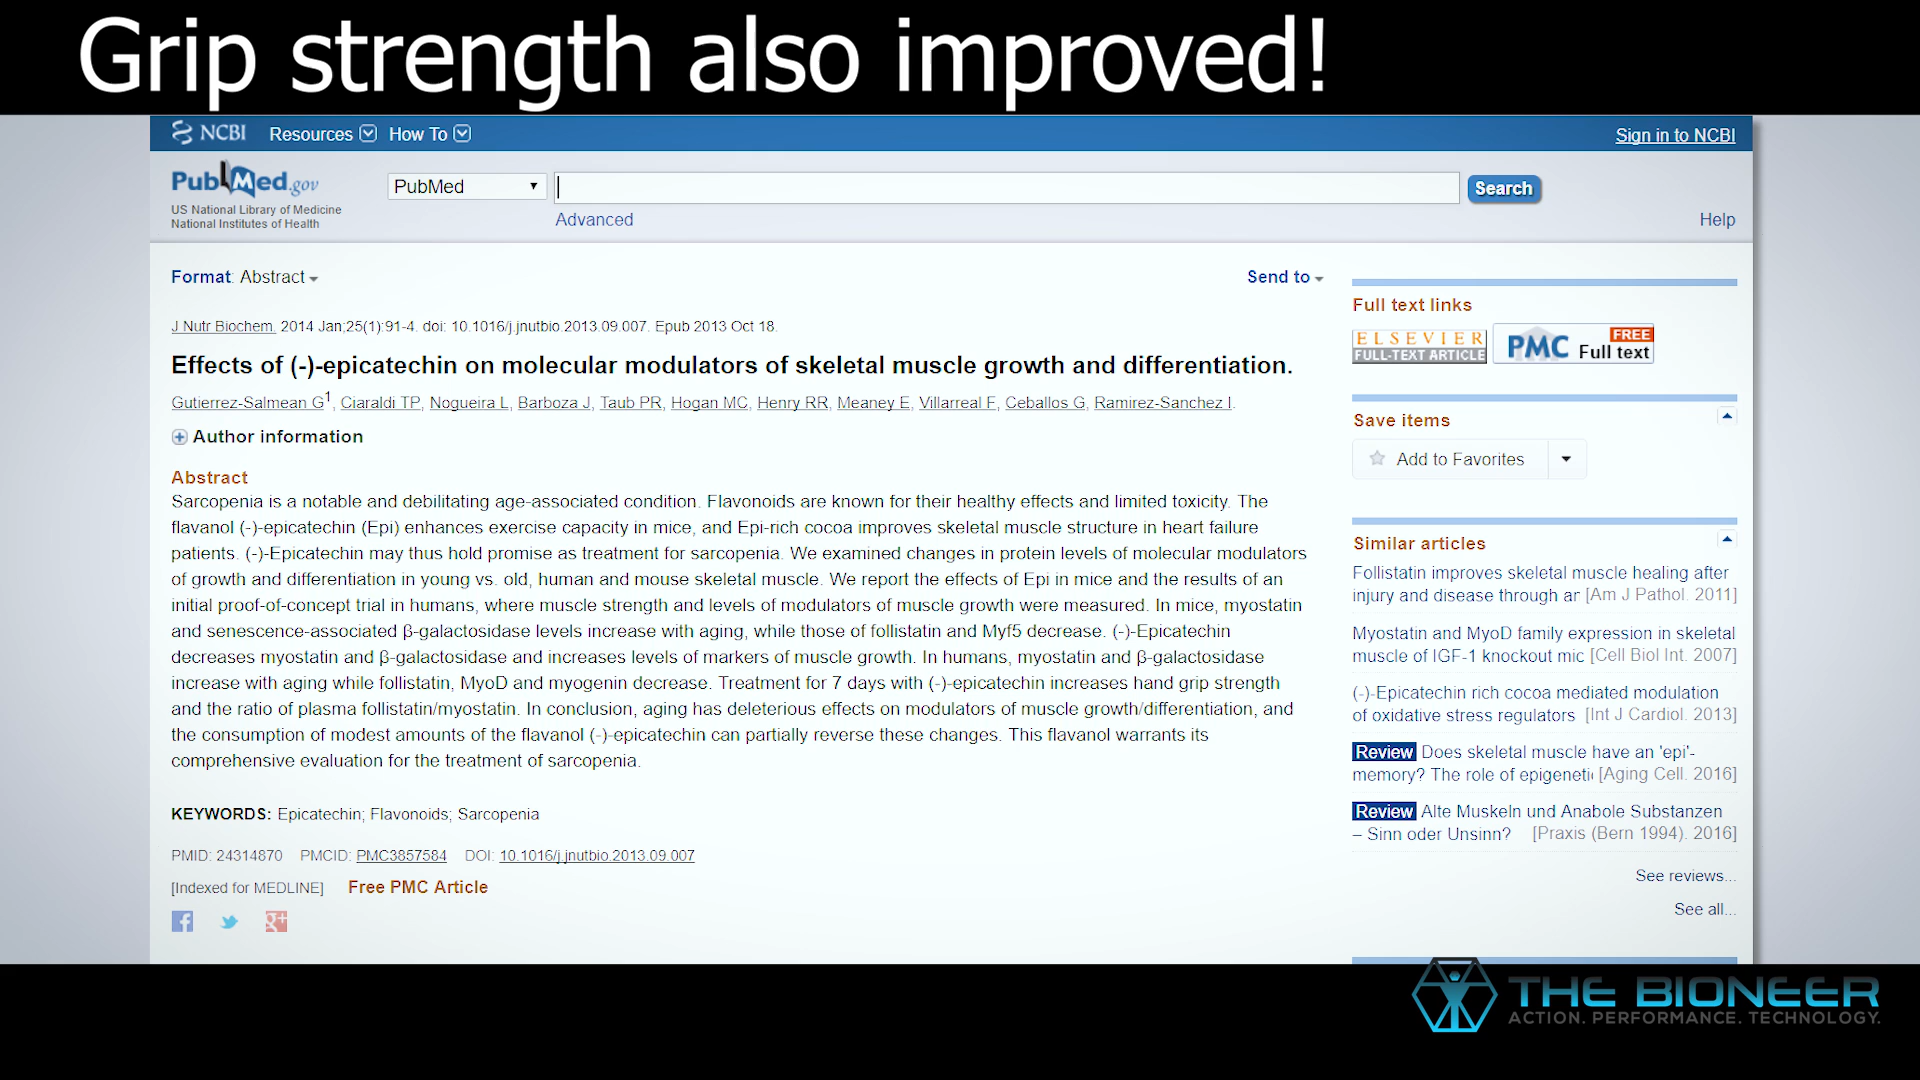 Grip strength also improved!
NCBI Resources How To Sign in to NCBI
PubMed.gov
US National Library of Medicine
National Institutes of Health
PubMed
Search
Advanced
Help
Format: Abstract
Send to
J Nutr Biochem. 2014 Jan;25(1):91-4. doi: 10.1016/j.jnutbio.2013.09.007. Epub 2013 Oct 18.
Effects of (-)-epicatechin on molecular modulators of skeletal muscle growth and differentiation.
Gutierrez-Salmean G1, Ciaraldi TP, Nogueira L, Barboza J, Taub PR, Hogan MC, Henry RR, Meaney E, Villarreal F, Ceballos G, Ramirez-Sanchez I.
Author information
Abstract
Sarcopenia is a notable and debilitating age-associated condition. Flavonoids are known for their healthy effects and limited toxicity. The
flavanol (-)-epicatechin (Epi) enhances exercise capacity in mice, and Epi-rich cocoa improves skeletal muscle structure in heart failure
patients. (-)-Epicatechin may thus hold promise as treatment for sarcopenia. We examined changes in protein levels of molecular modulators
of growth and differentiation in young vs. old, human and mouse skeletal muscle. We report the effects of Epi in mice and the results of an
initial proof-of-concept trial in humans, where muscle strength and levels of modulators of muscle growth were measured. In mice, myostatin
and senescence-associated β-galactosidase levels increase with aging, while those of follistatin and Myf5 decrease. (-)-Epicatechin
decreases myostatin and β-galactosidase and increases levels of markers of muscle growth. In humans, myostatin and β-galactosidase
increase with aging while follistatin, MyoD and myogenin decrease. Treatment for 7 days with (-)-epicatechin increases hand grip strength
and the ratio of plasma follistatin/myostatin. In conclusion, aging has deleterious effects on modulators of muscle growth/differentiation, and
the consumption of modest amounts of the flavanol (-)-epicatechin can partially reverse these changes. This flavanol warrants its
comprehensive evaluation for the treatment of sarcopenia.
KEYWORDS: Epicatechin; Flavonoids; Sarcopenia
PMID: 24314870 PMCID: PMC3857584 DOI: 10.1016/j.jnutbio.2013.09.007
[Indexed for MEDLINE] Free PMC Article
f
g+
Full text links
ELSEVIER
FULL-TEXT ARTICLE
PMC FREE
Full text
Save items
Add to Favorites
Similar articles
Follistatin improves skeletal muscle healing after
injury and disease through ar [Am J Pathol. 2011]
Myostatin and MyoD family expression in skeletal
muscle of IGF-1 knockout mic [Cell Biol Int. 2007]
(-)-Epicatechin rich cocoa mediated modulation
of oxidative stress regulators [Int J Cardiol. 2013]
Review Does skeletal muscle have an 'epi'-
memory? The role of epigeneti [Aging Cell. 2016]
Review Alte Muskeln und Anabole Substanzen
– Sinn oder Unsinn? [Praxis (Bern 1994). 2016]
See reviews...
See all...
THE BIONEER
ACTION. PERFORMANCE. TECHNOLOGY.